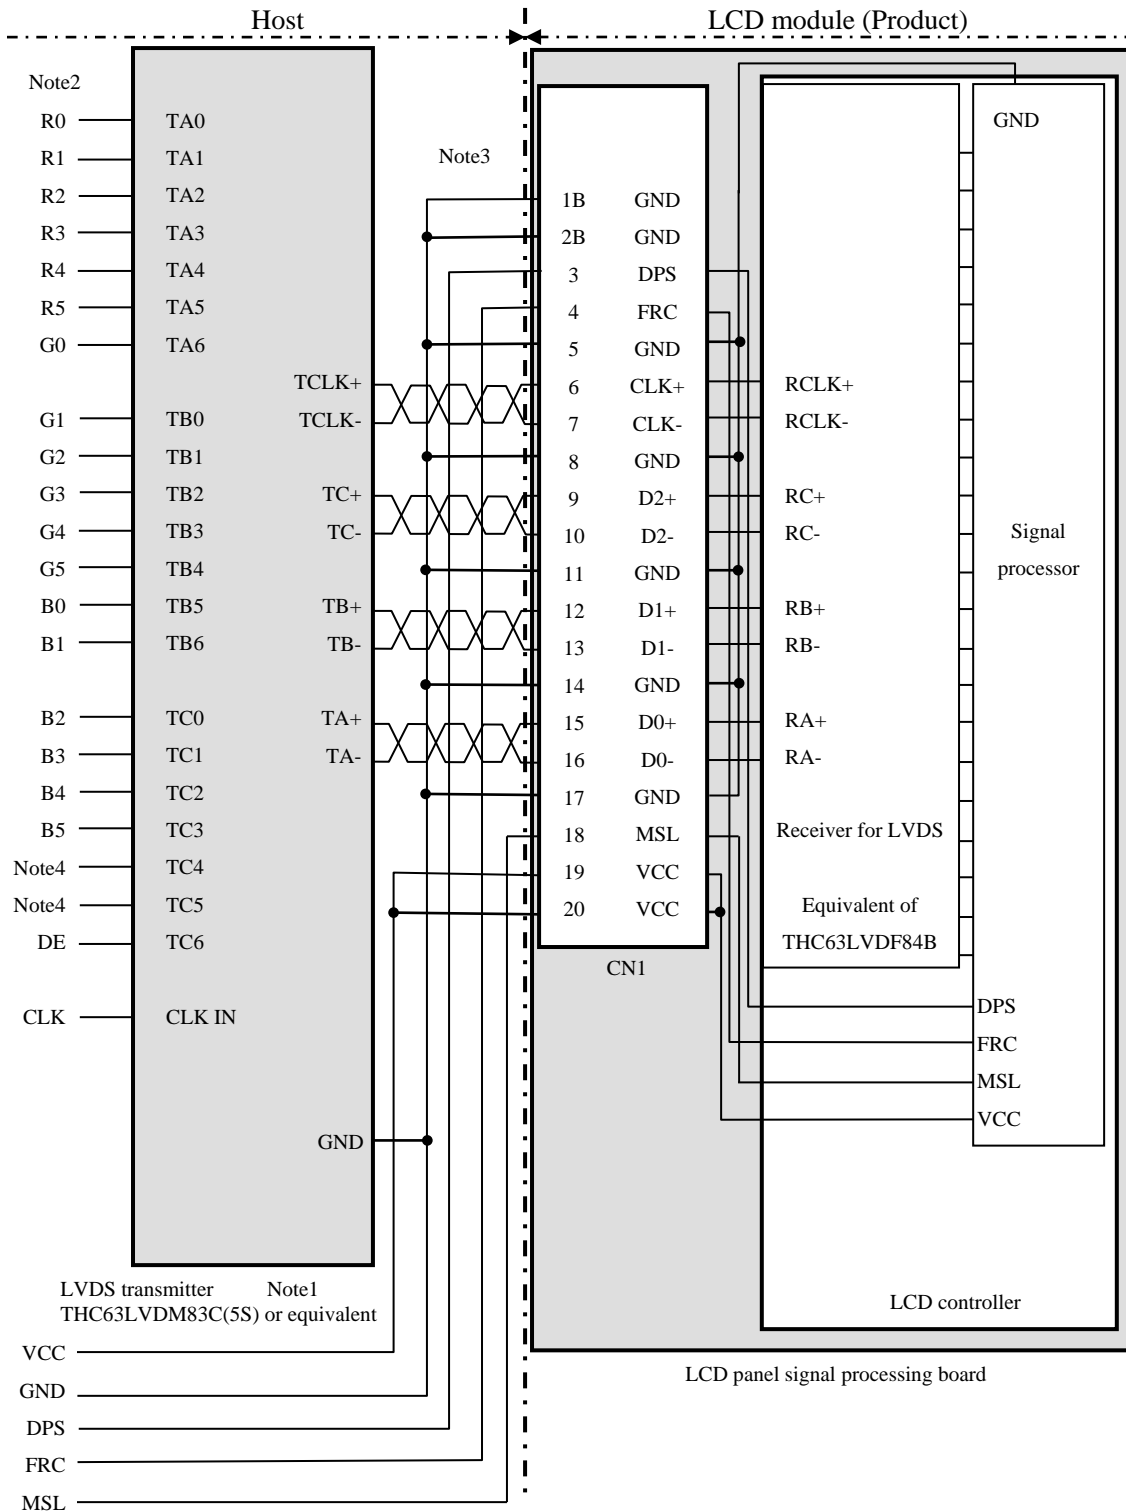 Host
LCD module (Product)
Note2
R0 TA0
R1 TA1
R2 TA2
R3 TA3
R4 TA4
R5 TA5
G0 TA6
TCLK+
G1 TB0 TCLK-
G2 TB1
G3 TB2 TC+
G4 TB3 TC-
G5 TB4
B0 TB5 TB+
B1 TB6 TB-
B2 TC0 TA+
B3 TC1 TA-
B4 TC2
B5 TC3
Note4 TC4
Note4 TC5
DE TC6
CLK CLK IN
GND
LVDS transmitter Note1
THC63LVDM83C(5S) or equivalent
VCC
GND
DPS
FRC
MSL
Note3
1B GND
2B GND
3 DPS
4 FRC
5 GND
6 CLK+
7 CLK-
8 GND
9 D2+
10 D2-
11 GND
12 D1+
13 D1-
14 GND
15 D0+
16 D0-
17 GND
18 MSL
19 VCC
20 VCC
CN1
RCLK+
RCLK-
RC+
RC-
RB+
RB-
RA+
RA-
Receiver for LVDS
Equivalent of
THC63LVDF84B
GND
Signal
processor
DPS
FRC
MSL
VCC
LCD controller
LCD panel signal processing board